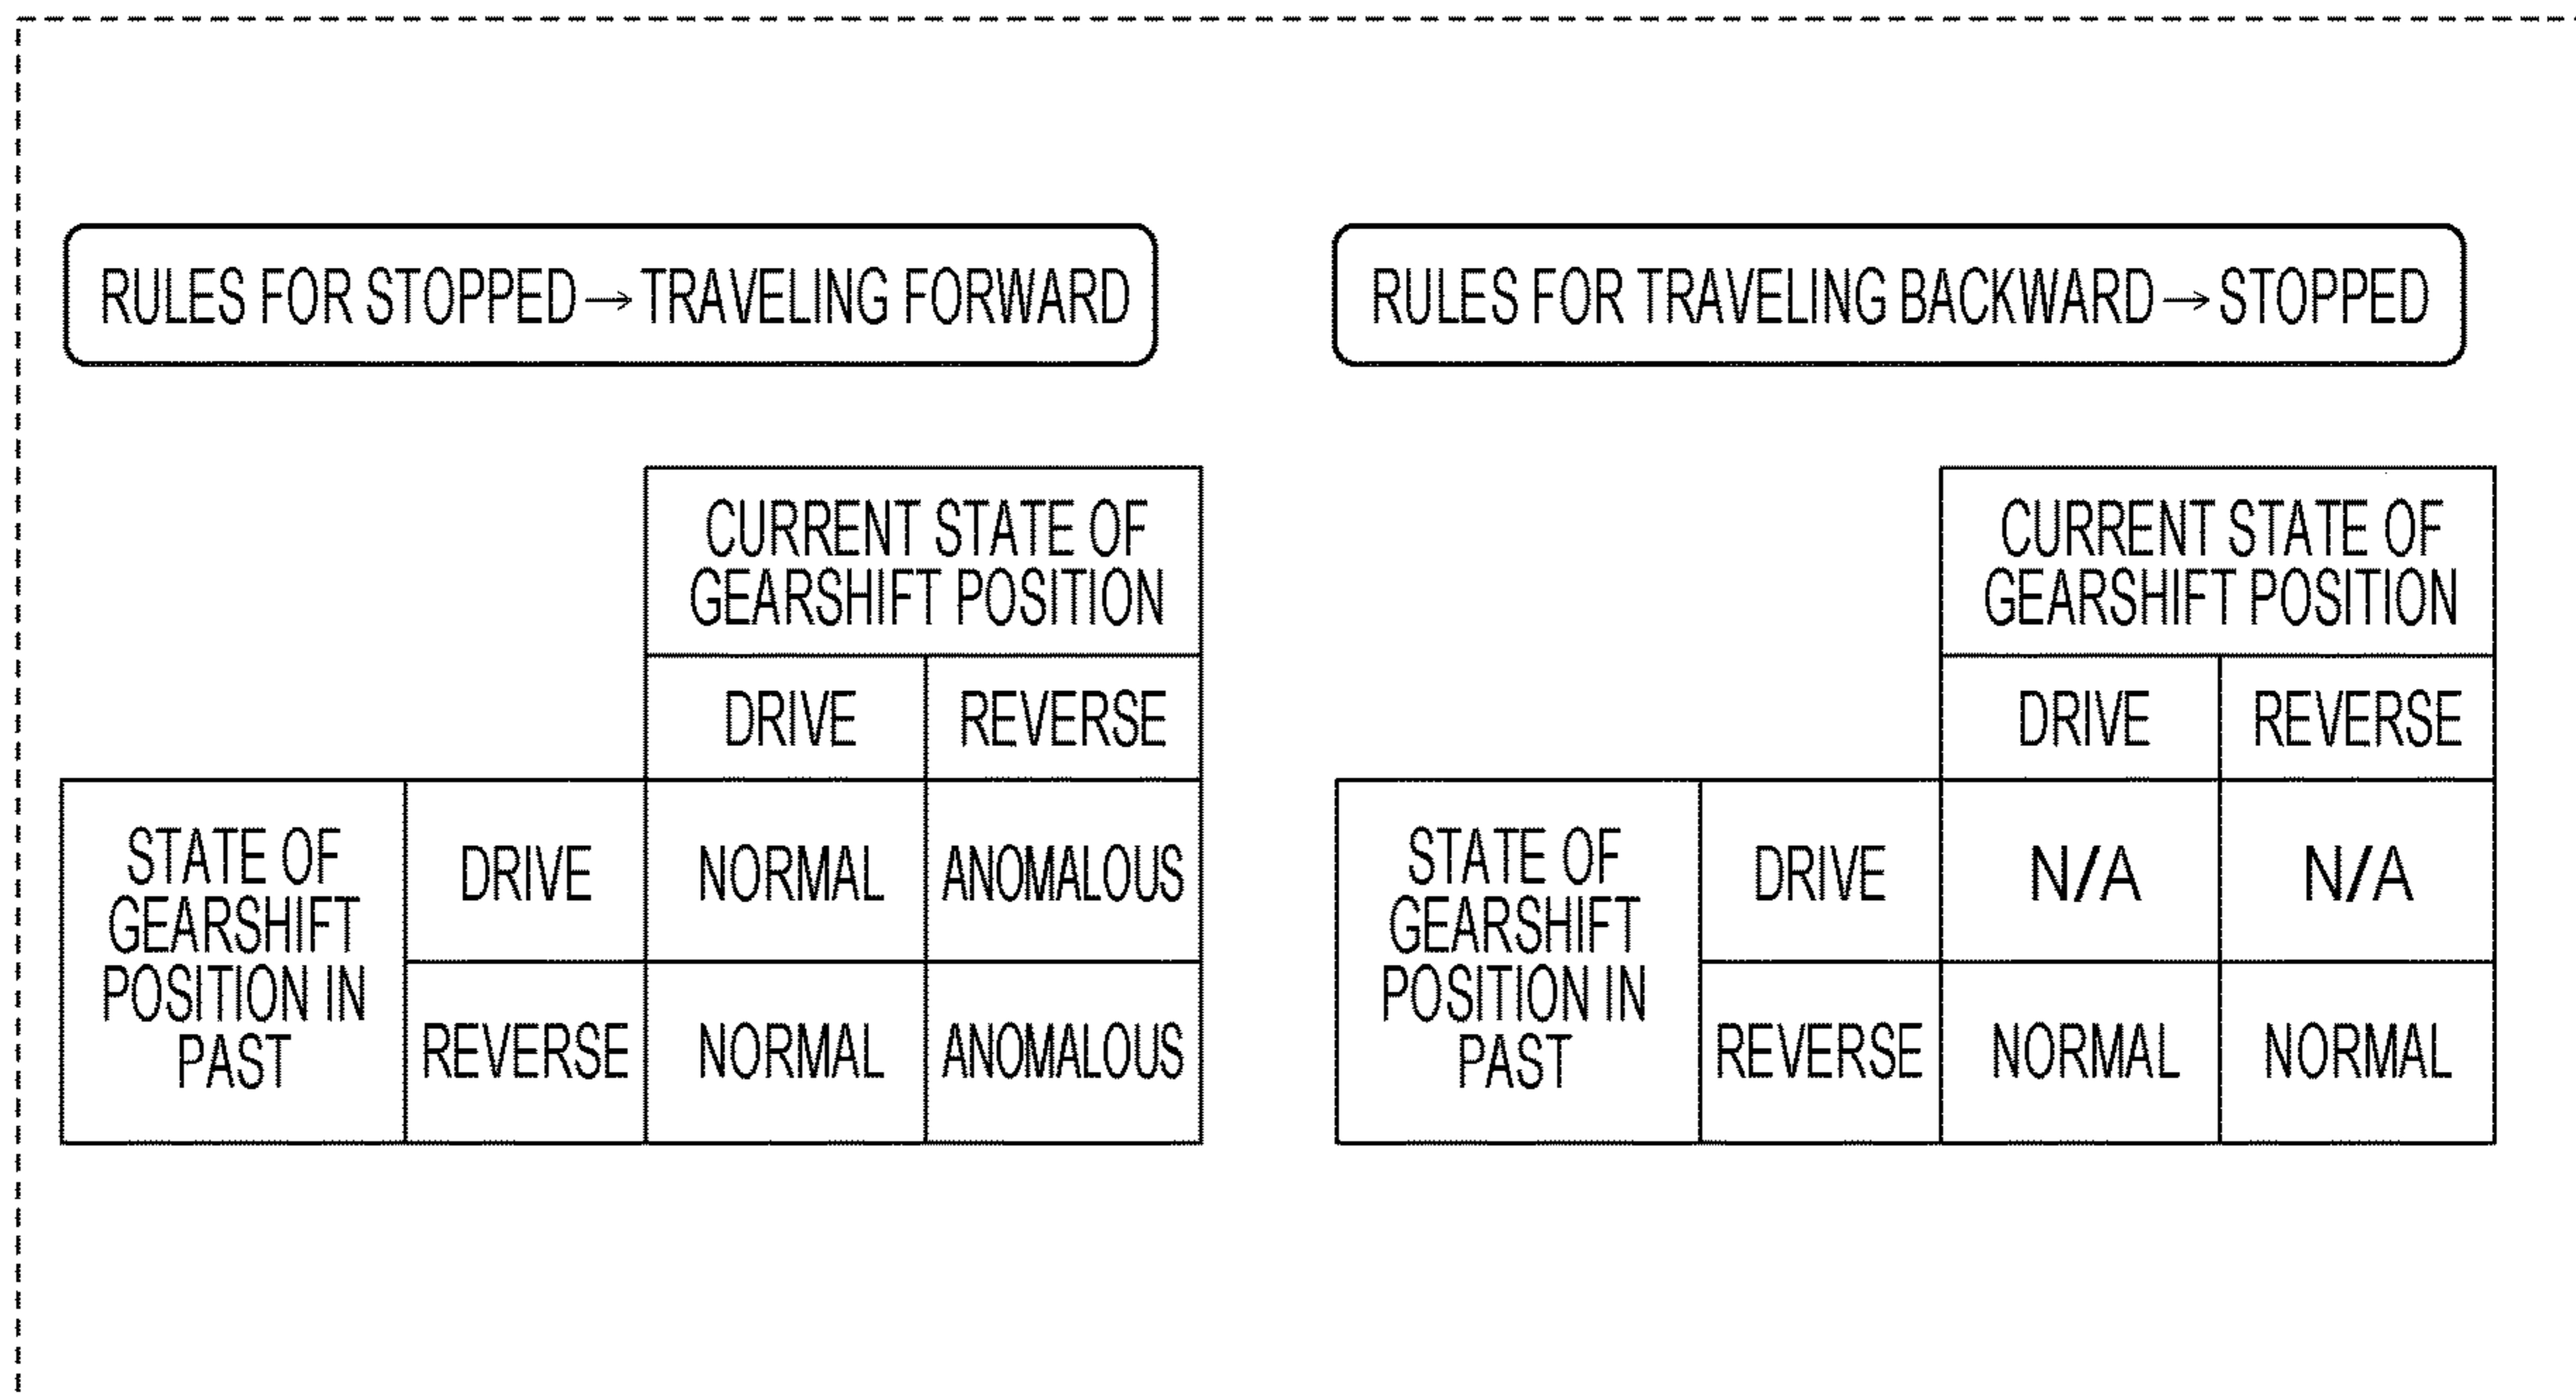 RULES FOR STOPPED → TRAVELING FORWARD
CURRENT STATE OF
GEARSHIFT POSITION
DRIVE REVERSE
STATE OF
GEARSHIFT
POSITION IN
PAST
DRIVE NORMAL ANOMALOUS
REVERSE NORMAL ANOMALOUS
RULES FOR TRAVELING BACKWARD → STOPPED
CURRENT STATE OF
GEARSHIFT POSITION
DRIVE REVERSE
STATE OF
GEARSHIFT
POSITION IN
PAST
DRIVE N/A N/A
REVERSE NORMAL NORMAL